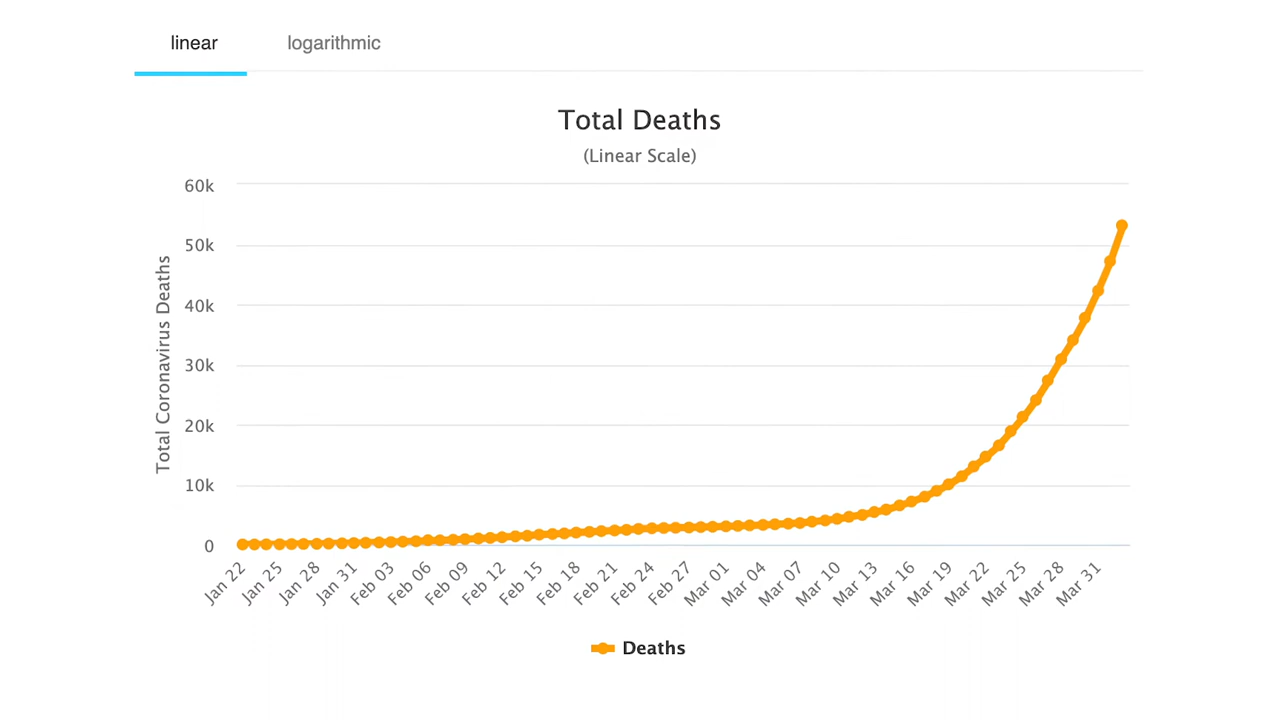 linear logarithmic
Total Deaths
(Linear Scale)
Total Coronavirus Deaths
60k
50k
40k
30k
20k
10k
0
Jan 22 Jan 25 Jan 28 Jan 31 Feb 03 Feb 06 Feb 09 Feb 12 Feb 15 Feb 18 Feb 21 Feb 24 Feb 27 Mar 01 Mar 04 Mar 07 Mar 10 Mar 13 Mar 16 Mar 19 Mar 22 Mar 25 Mar 28 Mar 31
Deaths